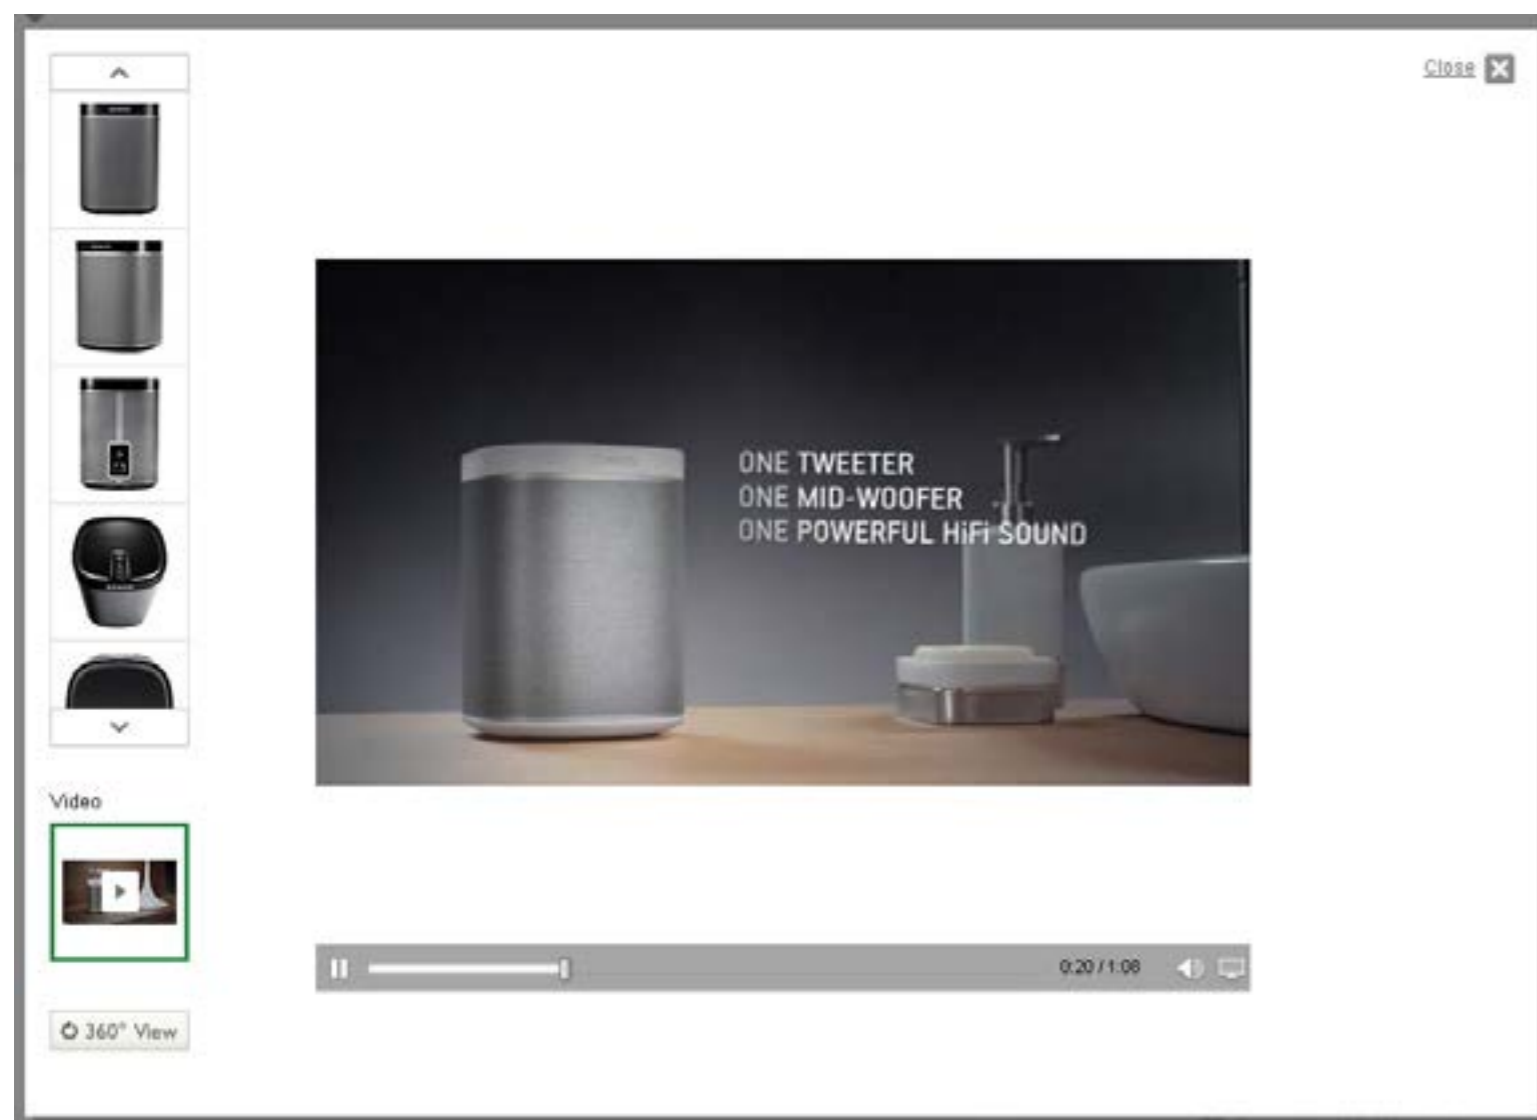 Close
ONE TWEETER
ONE MID-WOOFER
ONE POWERFUL HiFi SOUND
Video
0:20 / 1:08
360° View